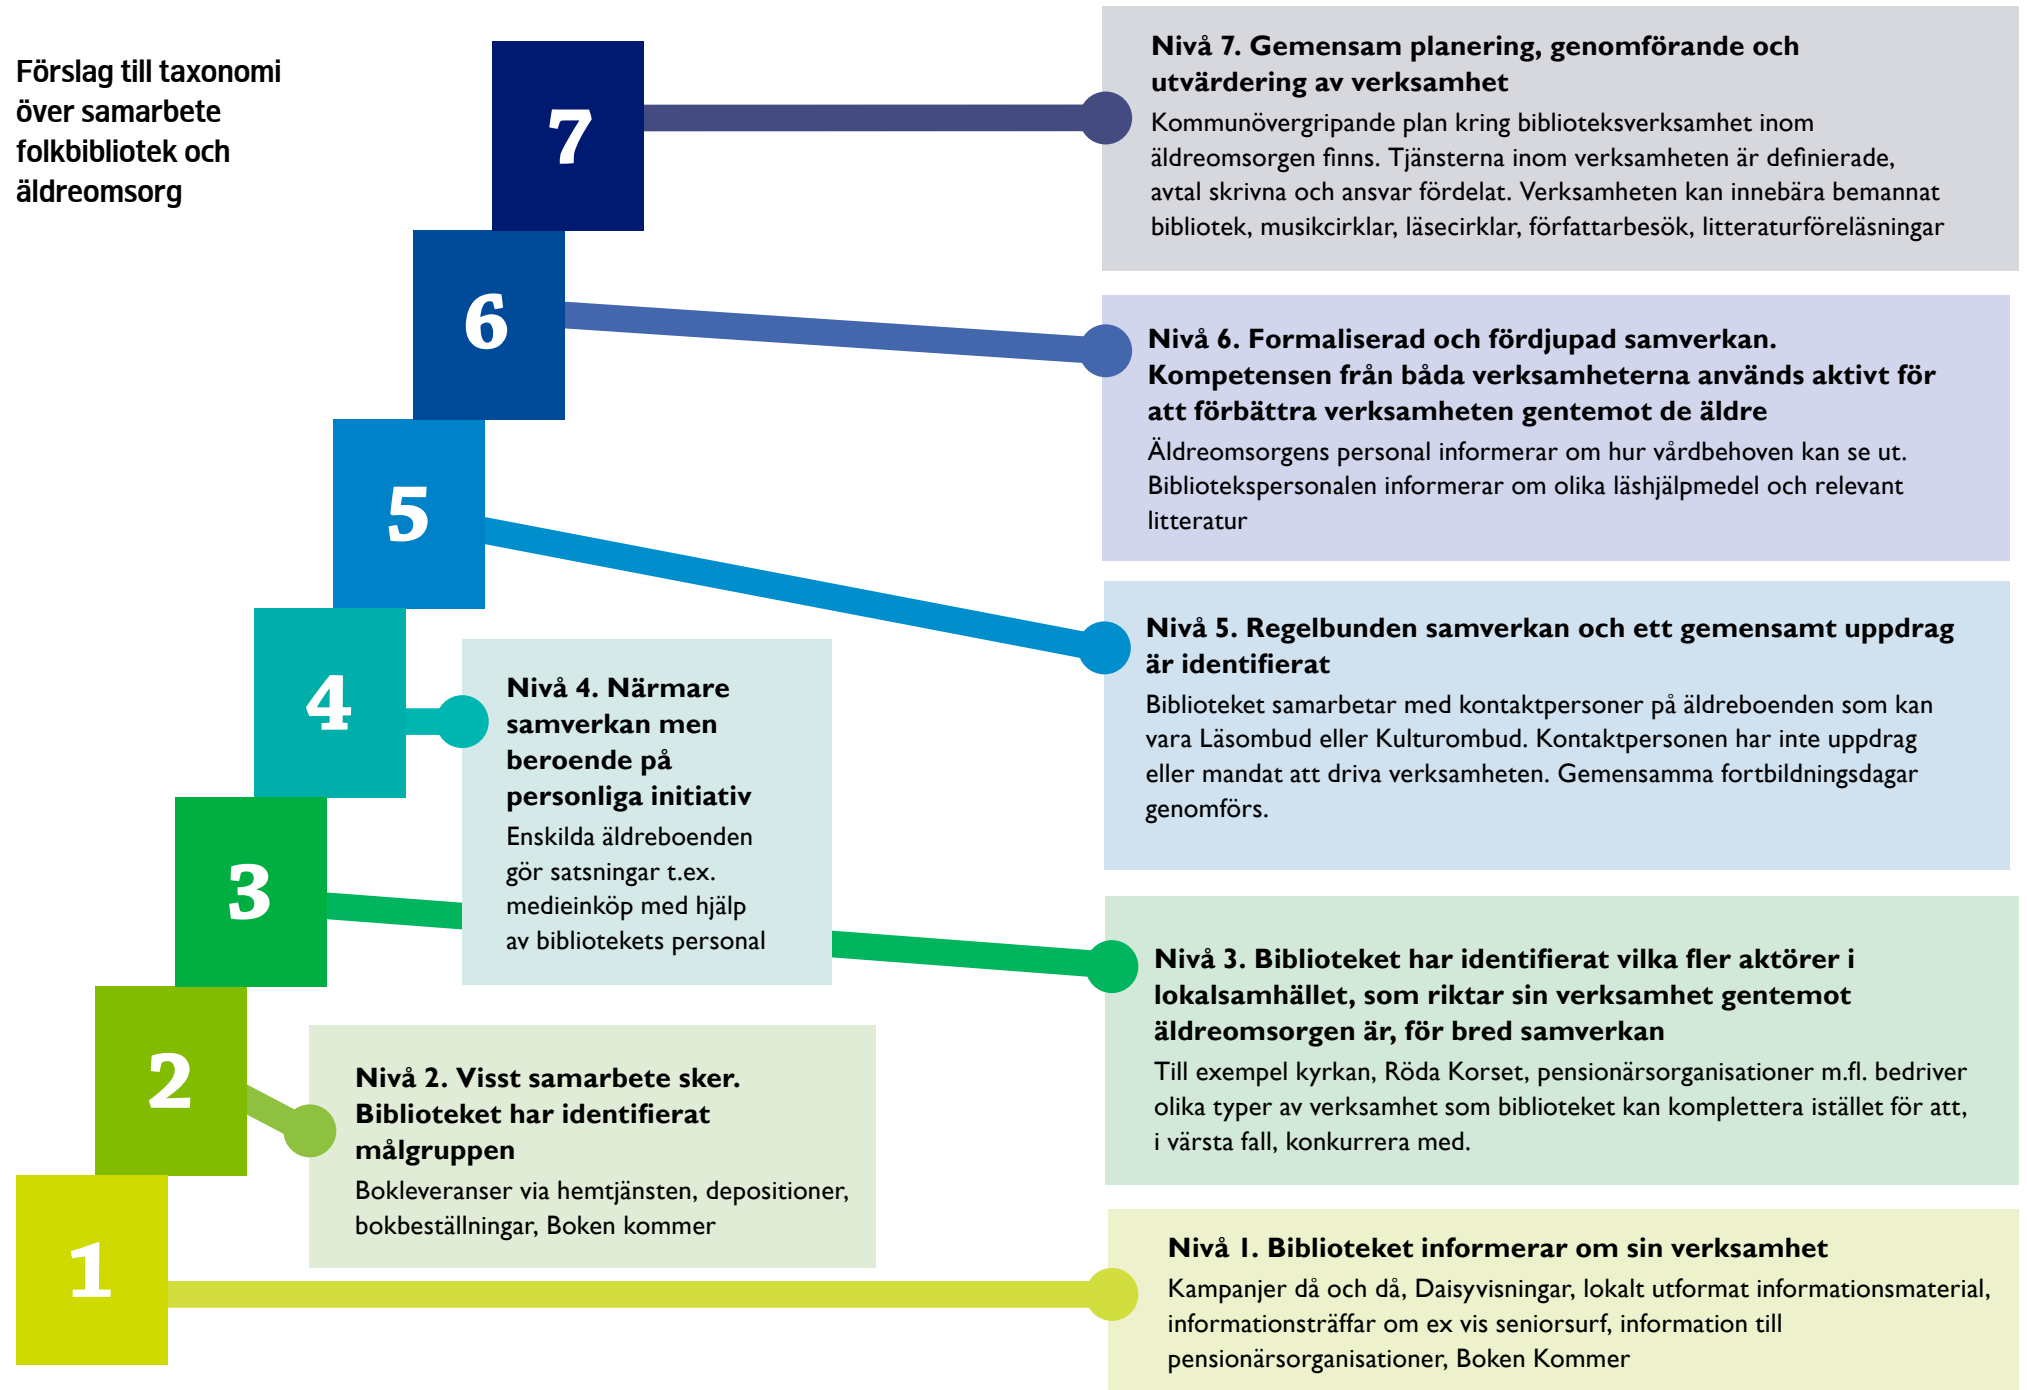 Förslag till taxonomi
över samarbete
folkbibliotek och
äldreomsorg
7
Nivå 7. Gemensam planering, genomförande och
utvärdering av verksamhet
Kommunövergripande plan kring biblioteksverksamhet inom
äldreomsorgen finns. Tjänsterna inom verksamheten är definierade,
avtal skrivna och ansvar fördelat. Verksamheten kan innebära bemannat
bibliotek, musikcirklar, läsecirklar, författarbesök, litteraturföreläsningar
6
Nivå 6. Formaliserad och fördjupad samverkan.
Kompetensen från båda verksamheterna används aktivt för
att förbättra verksamheten gentemot de äldre
Äldreomsorgens personal informerar om hur vårdbehoven kan se ut.
Bibliotekspersonalen informerar om olika läshjälpmedel och relevant
litteratur
5
Nivå 5. Regelbunden samverkan och ett gemensamt uppdrag
är identifierat
Biblioteket samarbetar med kontaktpersoner på äldreboenden som kan
vara Läsombud eller Kulturombud. Kontaktpersonen har inte uppdrag
eller mandat att driva verksamheten. Gemensamma fortbildningsdagar
genomförs.
4
Nivå 4. Närmare
samverkan men
beroende på
personliga initiativ
Enskilda äldreboenden
gör satsningar t.ex.
medieinköp med hjälp
av bibliotekets personal
3
Nivå 3. Biblioteket har identifierat vilka fler aktörer i
lokalsamhället, som riktar sin verksamhet gentemot
äldreomsorgen är, för bred samverkan
Till exempel kyrkan, Röda Korset, pensionärsorganisationer m.fl. bedriver
olika typer av verksamhet som biblioteket kan komplettera istället för att,
i värsta fall, konkurrera med.
2
Nivå 2. Visst samarbete sker.
Biblioteket har identifierat
målgruppen
Bokleveranser via hemtjänsten, depositioner,
bokbeställningar, Boken kommer
1
Nivå 1. Biblioteket informerar om sin verksamhet
Kampanjer då och då, Daisyvisningar, lokalt utformat informationsmaterial,
informationsträffar om ex vis seniorsurf, information till
pensionärsorganisationer, Boken Kommer